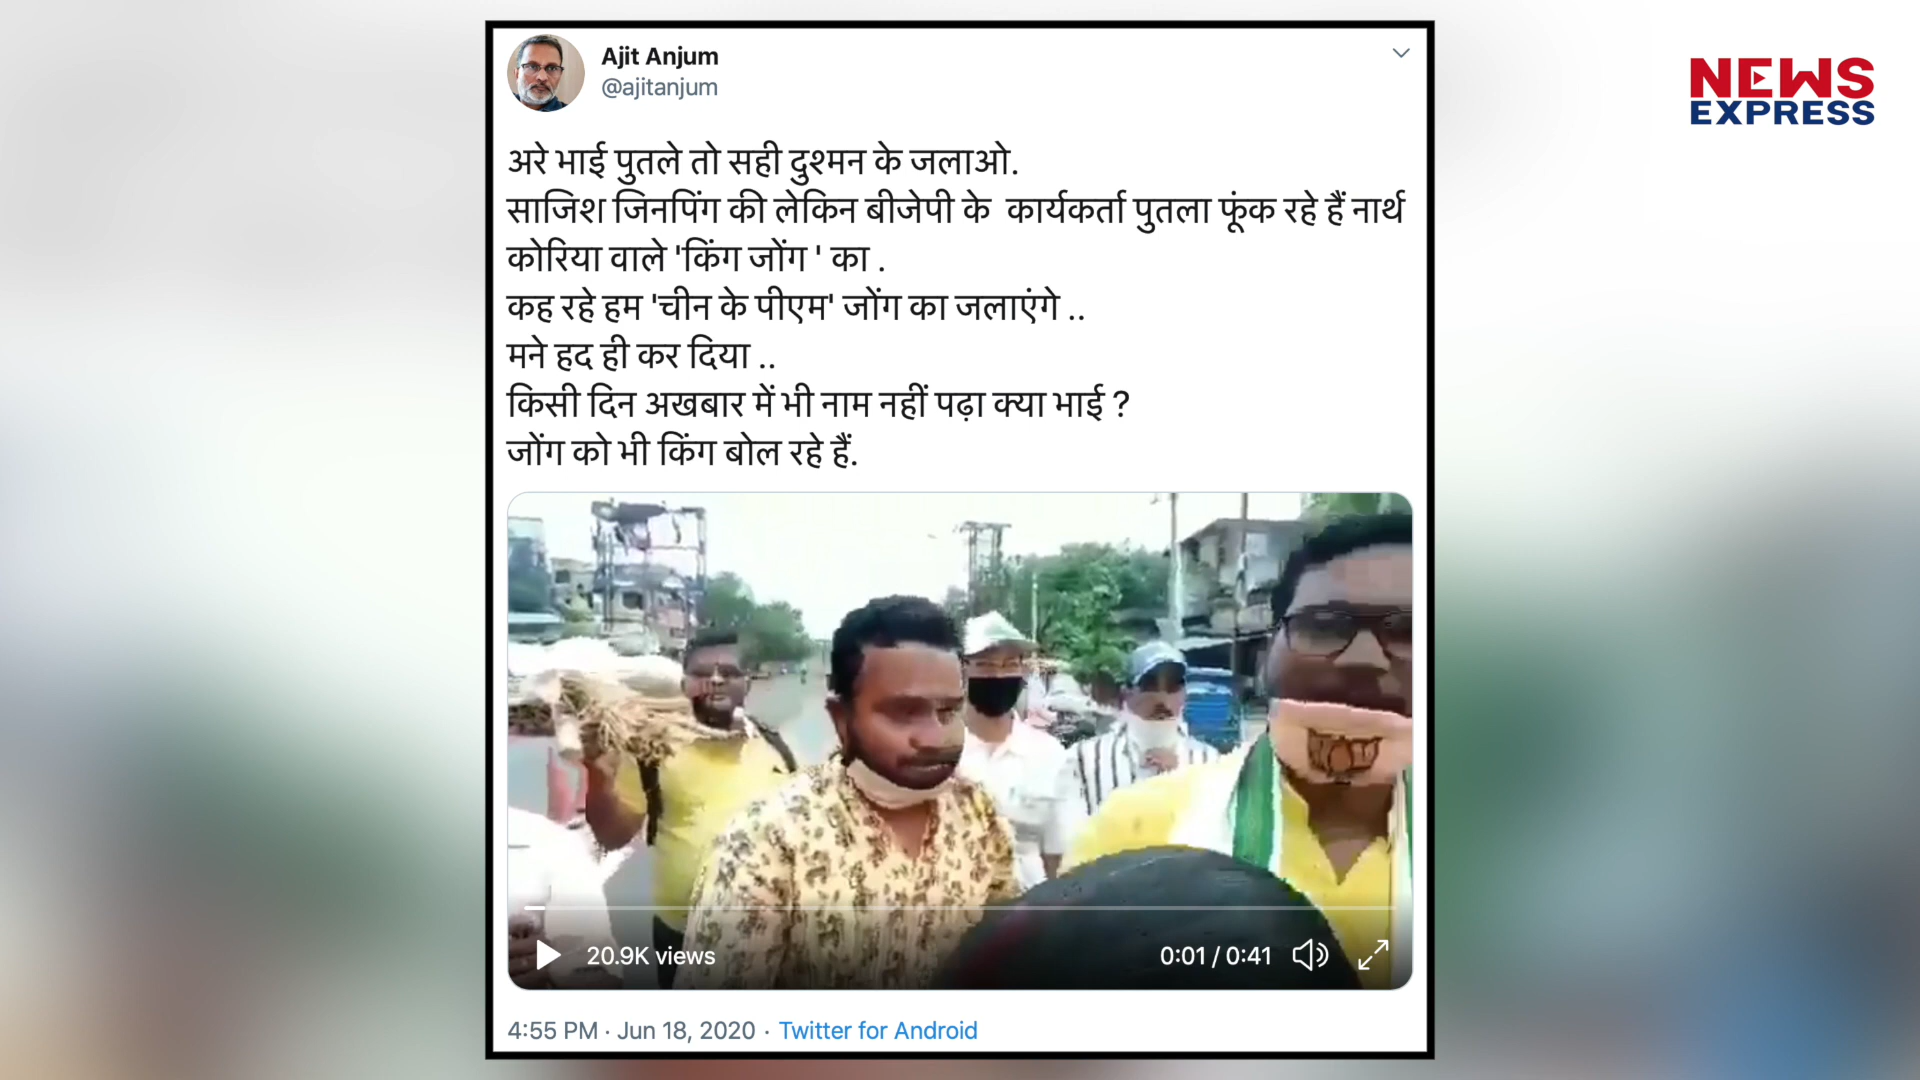 Ajit Anjum
@ajitanjum
NEWS
EXPRESS
अरे भाई पुतले तो सही दुश्मन के जलाओ.
साजिश जिनपिंग की लेकिन बीजेपी के  कार्यकर्ता पुतला फूंक रहे हैं नार्थ
कोरिया वाले 'किंग जोंग ' का .
कह रहे हम 'चीन के पीएम' जोंग का जलाएंगे ..
मने हद ही कर दिया ..
किसी दिन अखबार में भी नाम नहीं पढ़ा क्या भाई ?
जोंग को भी किंग बोल रहे हैं.
20.9K views
0:01 / 0:41
4:55 PM · Jun 18, 2020 · Twitter for Android